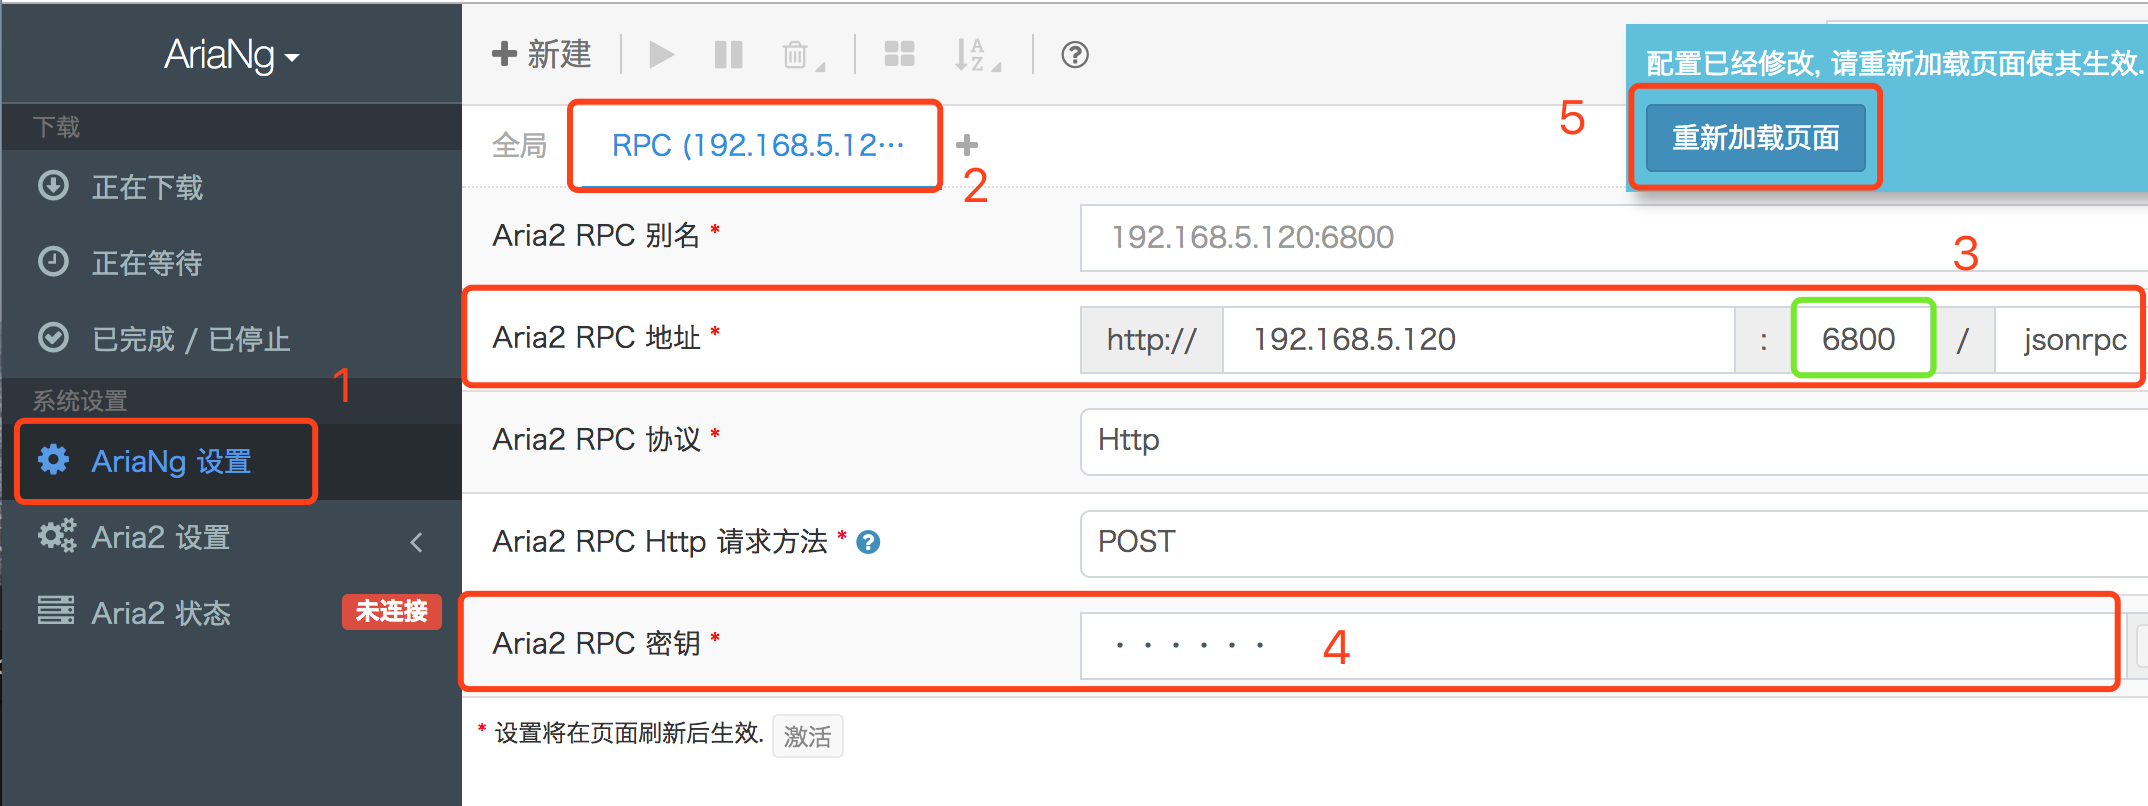 AriaNg
下载
正在下载
正在等待
已完成 / 已停止
1
系统设置
AriaNg 设置
Aria2 设置
Aria2 状态 未连接
新建
全局 RPC (192.168.5.12…
2
配置已经修改, 请重新加载页面使其生效.
5
重新加载页面
Aria2 RPC 别名 * 192.168.5.120:6800
3
Aria2 RPC 地址 * http:// 192.168.5.120 : 6800 / jsonrpc
Aria2 RPC 协议 * Http
Aria2 RPC Http 请求方法 * ? POST
Aria2 RPC 密钥 * ······ 4
* 设置将在页面刷新后生效. 激活